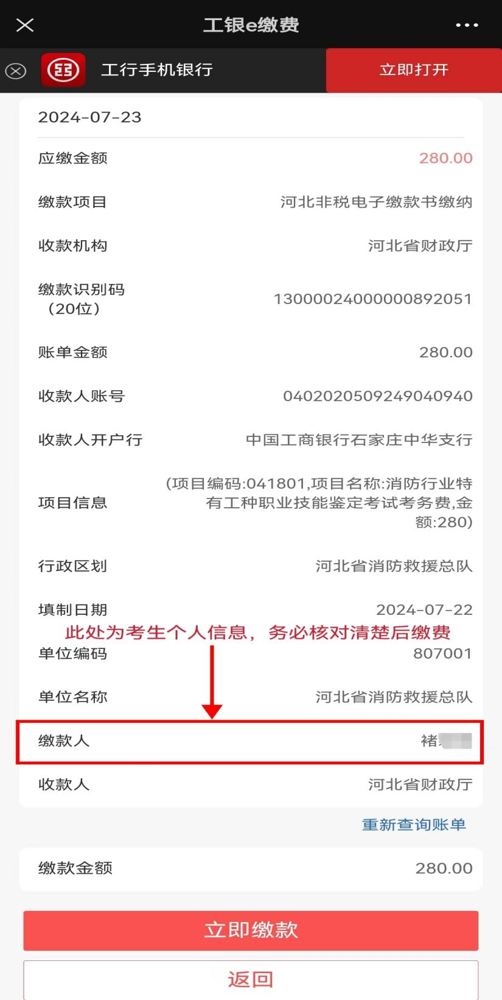 工银e缴费
工行手机银行
立即打开
2024-07-23
应缴金额 280.00
缴款项目 河北非税电子缴款书缴纳
收款机构 河北省财政厅
缴款识别码
（20位） 13000024000000892051
账单金额 280.00
收款人账号 0402020509249040940
收款人开户行 中国工商银行石家庄中华支行
(项目编码:041801,项目名称:消防行业特
项目信息 有工种职业技能鉴定考试考务费,金
额:280)
行政区划 河北省消防救援总队
填制日期 2024-07-22
此处为考生个人信息，务必核对清楚后缴费
单位编码 807001
单位名称 河北省消防救援总队
缴款人 褚
收款人 河北省财政厅
重新查询账单
缴款金额 280.00
立即缴款
返回